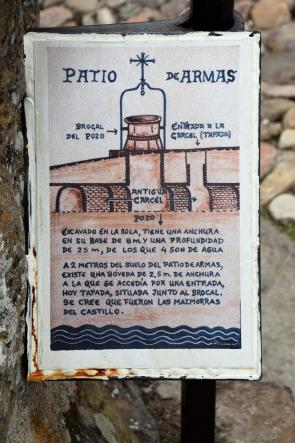 PATIO DE ARMAS
BROCAL
DEL POZO
ENTRADA A LA
CARCEL (TAPADA)
ANTIGUA
CARCEL
POZO
EXCAVADO EN LA ROCA, TIENE UNA ANCHURA
EN SU BASE DE 8m. Y UNA PROFUNDIDAD
DE 25 m, DE LOS QUE 4 SON DE AGUA
A 2 METROS DEL SUELO DEL PATIO DE ARMAS,
EXISTE UNA BÓVEDA DE 2,5m. DE ANCHURA
A LA QUE SE ACCEDÍA POR UNA ENTRADA,
HOY TAPADA, SITUADA JUNTO AL BROCAL.
SE CREE QUE FUERON LAS MAZMORRAS
DEL CASTILLO.